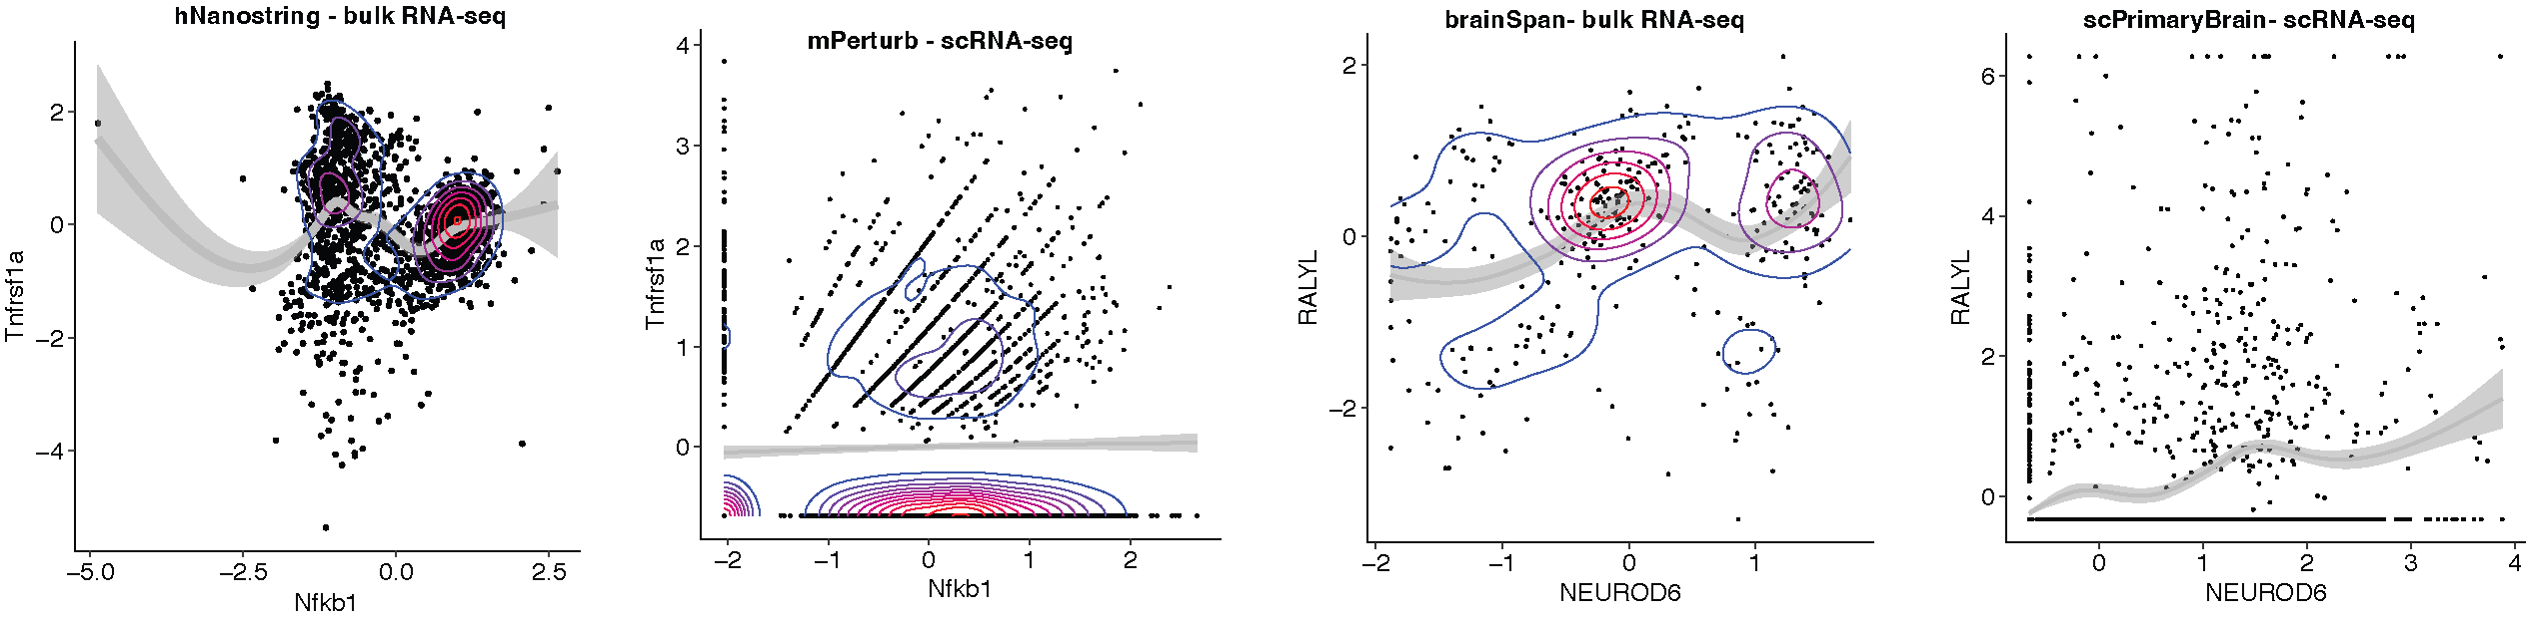 hNanostring - bulk RNA-seq
2
0
−2
−4
Tnfrsf1a
−5.0 −2.5 0.0 2.5
Nfkb1
mPerturb - scRNA-seq
4
3
2
1
0
Tnfrsf1a
−2 −1 0 1 2
Nfkb1
brainSpan- bulk RNA-seq
2
0
−2
RALYL
−2 −1 0 1
NEUROD6
scPrimaryBrain- scRNA-seq
6
4
2
0
RALYL
0 1 2 3 4
NEUROD6